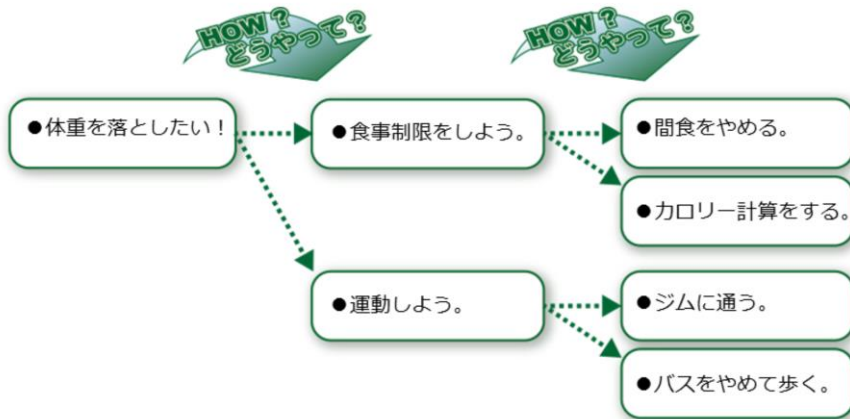 HOW?
どうやって?
HOW?
どうやって?
●体重を落としたい!
●食事制限をしよう。
●間食をやめる。
●カロリー計算をする。
●運動しよう。
●ジムに通う。
●バスをやめて歩く。